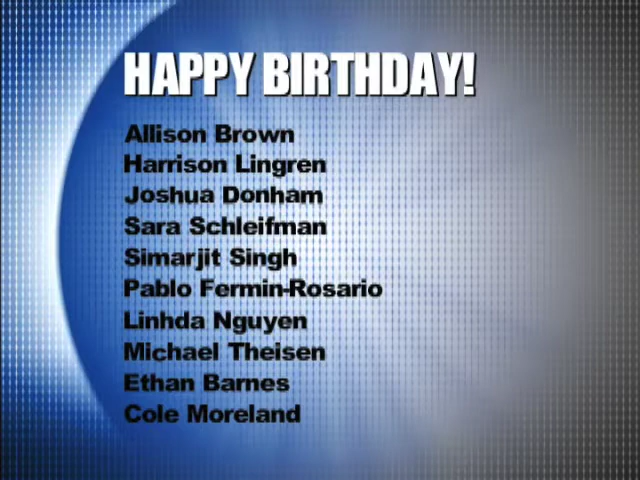 HAPPY BIRTHDAY!
Allison Brown
Harrison Lingren
Joshua Donham
Sara Schleifman
Simarjit Singh
Pablo Fermin-Rosario
Linhda Nguyen
Michael Theisen
Ethan Barnes
Cole Moreland